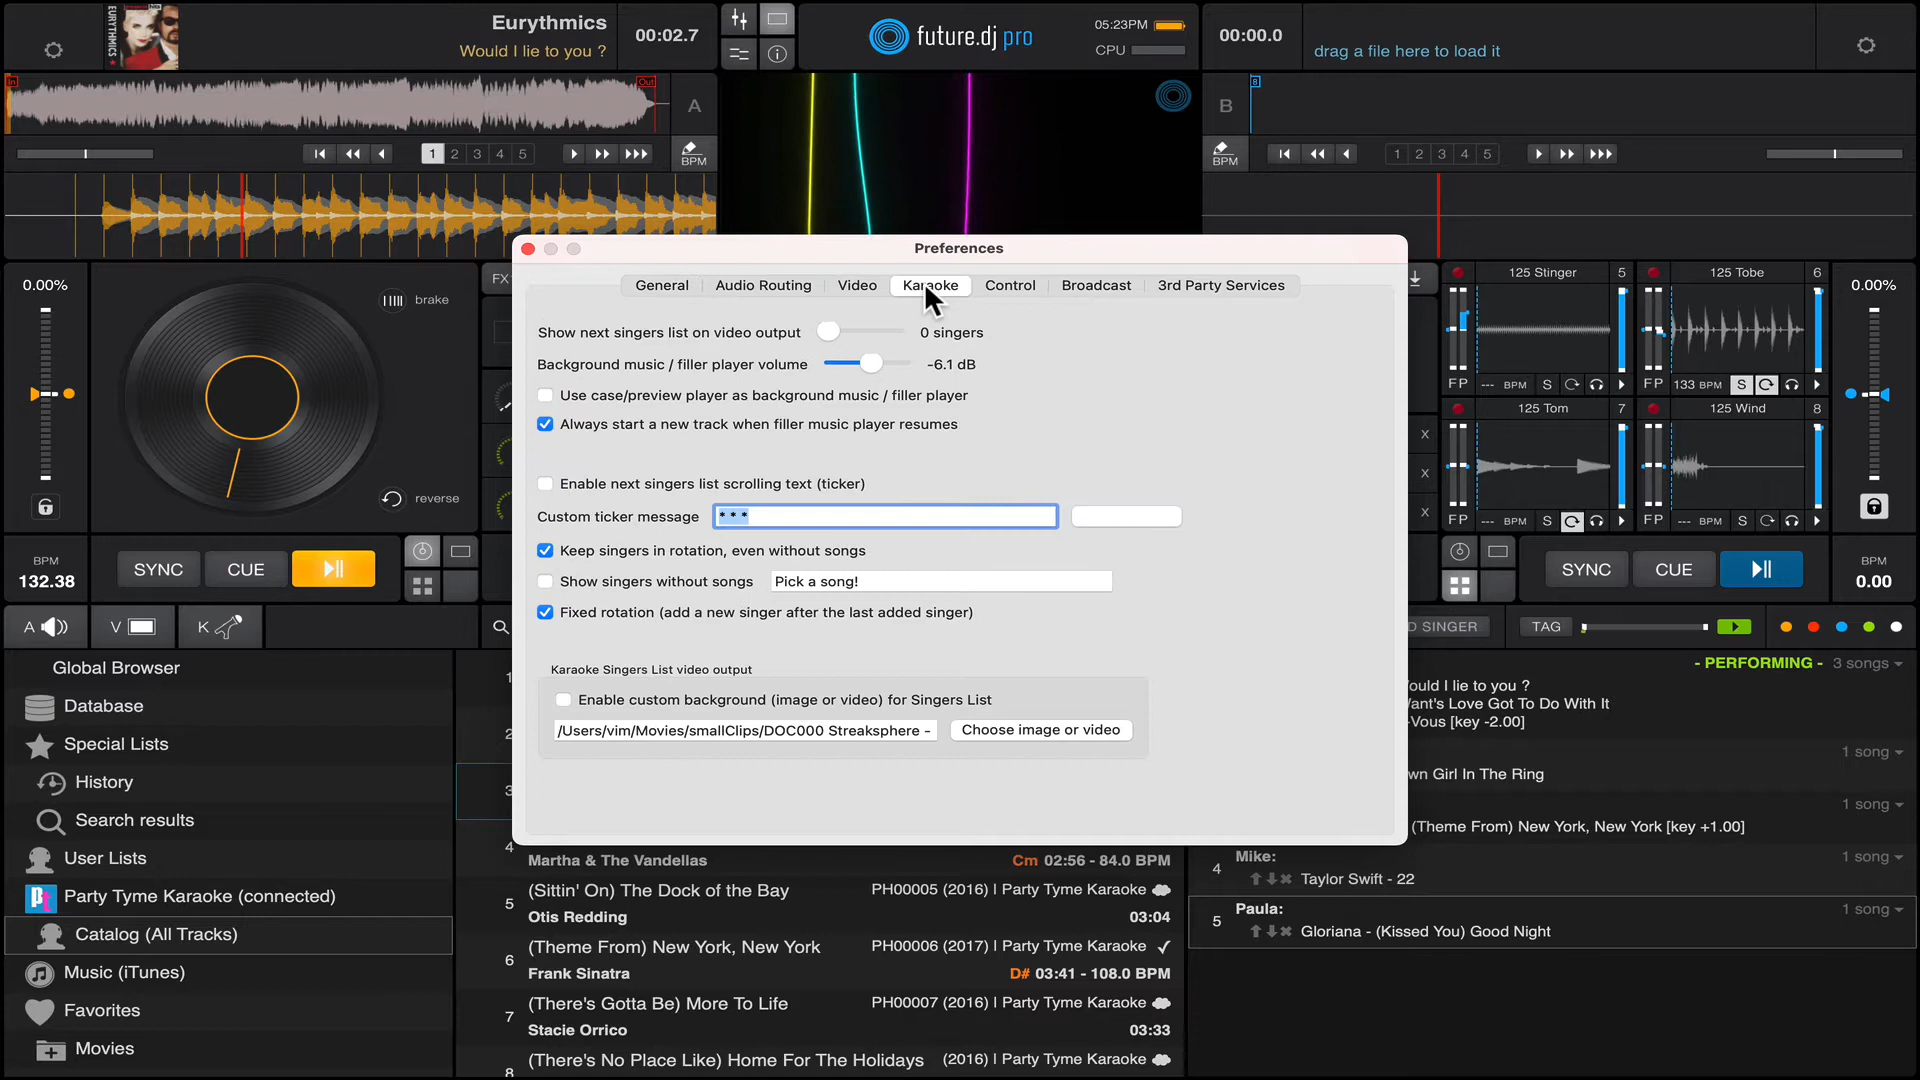 EURYTHMICS
Eurythmics
Would I lie to you ?
00:02.7
future.dj pro
05:23PM
CPU
00:00.0
drag a file here to load it
In
Out
A
B
8
1 2 3 4 5
BPM
BPM
1 2 3 4 5
Preferences
General
Audio Routing
Video
Karaoke
Control
Broadcast
3rd Party Services
Show next singers list on video output
0 singers
Background music / filler player volume
-6.1 dB
Use case/preview player as background music / filler player
Always start a new track when filler music player resumes
Enable next singers list scrolling text (ticker)
Custom ticker message
* * *
Keep singers in rotation, even without songs
Show singers without songs
Pick a song!
Fixed rotation (add a new singer after the last added singer)
Karaoke Singers List video output
Enable custom background (image or video) for Singers List
/Users/vim/Movies/smallClips/DOC000 Streaksphere -
Choose image or video
0.00%
brake
reverse
FX
BPM
132.38
SYNC
CUE
125 Stinger
5
125 Tobe
6
F P
--- BPM
S
F P
133 BPM
S
125 Tom
7
125 Wind
8
F P
--- BPM
S
F P
--- BPM
S
X
X
X
0.00%
SYNC
CUE
BPM
0.00
A
V
K
D SINGER
TAG
Global Browser
Database
Special Lists
History
Search results
User Lists
Party Tyme Karaoke (connected)
Catalog (All Tracks)
Music (iTunes)
Favorites
Movies
1
2
3
4
Martha & The Vandellas
Cm 02:56 - 84.0 BPM
5
(Sittin' On) The Dock of the Bay
PH00005 (2016) | Party Tyme Karaoke
Otis Redding
03:04
6
(Theme From) New York, New York
PH00006 (2017) | Party Tyme Karaoke
Frank Sinatra
D# 03:41 - 108.0 BPM
7
(There's Gotta Be) More To Life
PH00007 (2016) | Party Tyme Karaoke
Stacie Orrico
03:33
8
(There's No Place Like) Home For The Holidays
(2016) | Party Tyme Karaoke
- PERFORMING -
3 songs
ould I lie to you ?
hat's Love Got To Do With It
-Vous [key -2.00]
1 song
wn Girl In The Ring
1 song
(Theme From) New York, New York [key +1.00]
4
Mike:
1 song
Taylor Swift - 22
5
Paula:
1 song
Gloriana - (Kissed You) Good Night